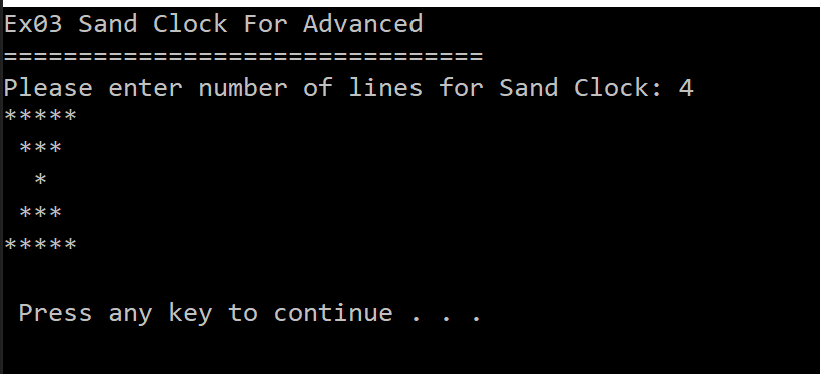 Ex03 Sand Clock For Advanced
================================
Please enter number of lines for Sand Clock: 4
*****
 ***
  *
 ***
*****
 Press any key to continue . . .